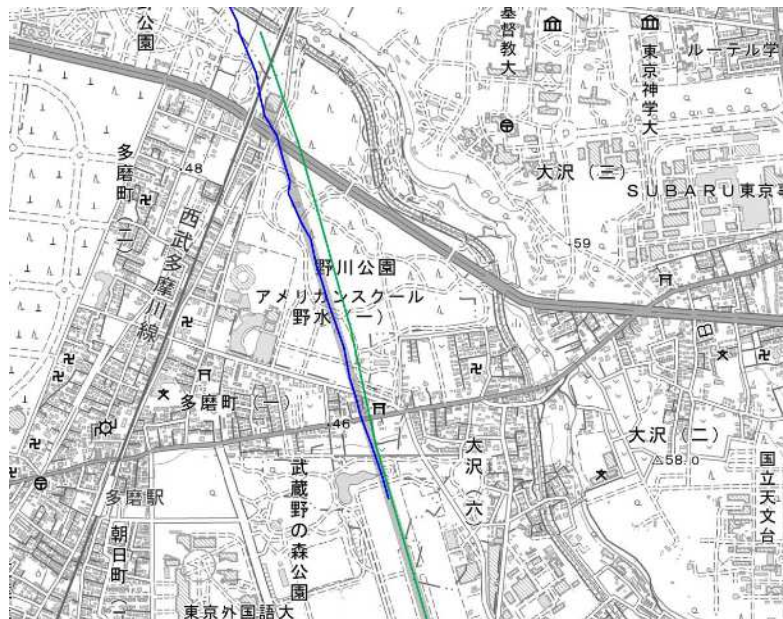 公園
基督教大
東京神学大
ルーテル学
多磨町(二)
・48
西武多摩川線
大沢(三)
60
SUBARU東京事
・59
野川公園
アメリカンスクール
野水(一)
多磨町(一)
・46
大沢(六)
大沢(二)
△58.0
国立天文台
武蔵野の森公園
多磨駅
朝日町(一
東京外国語大